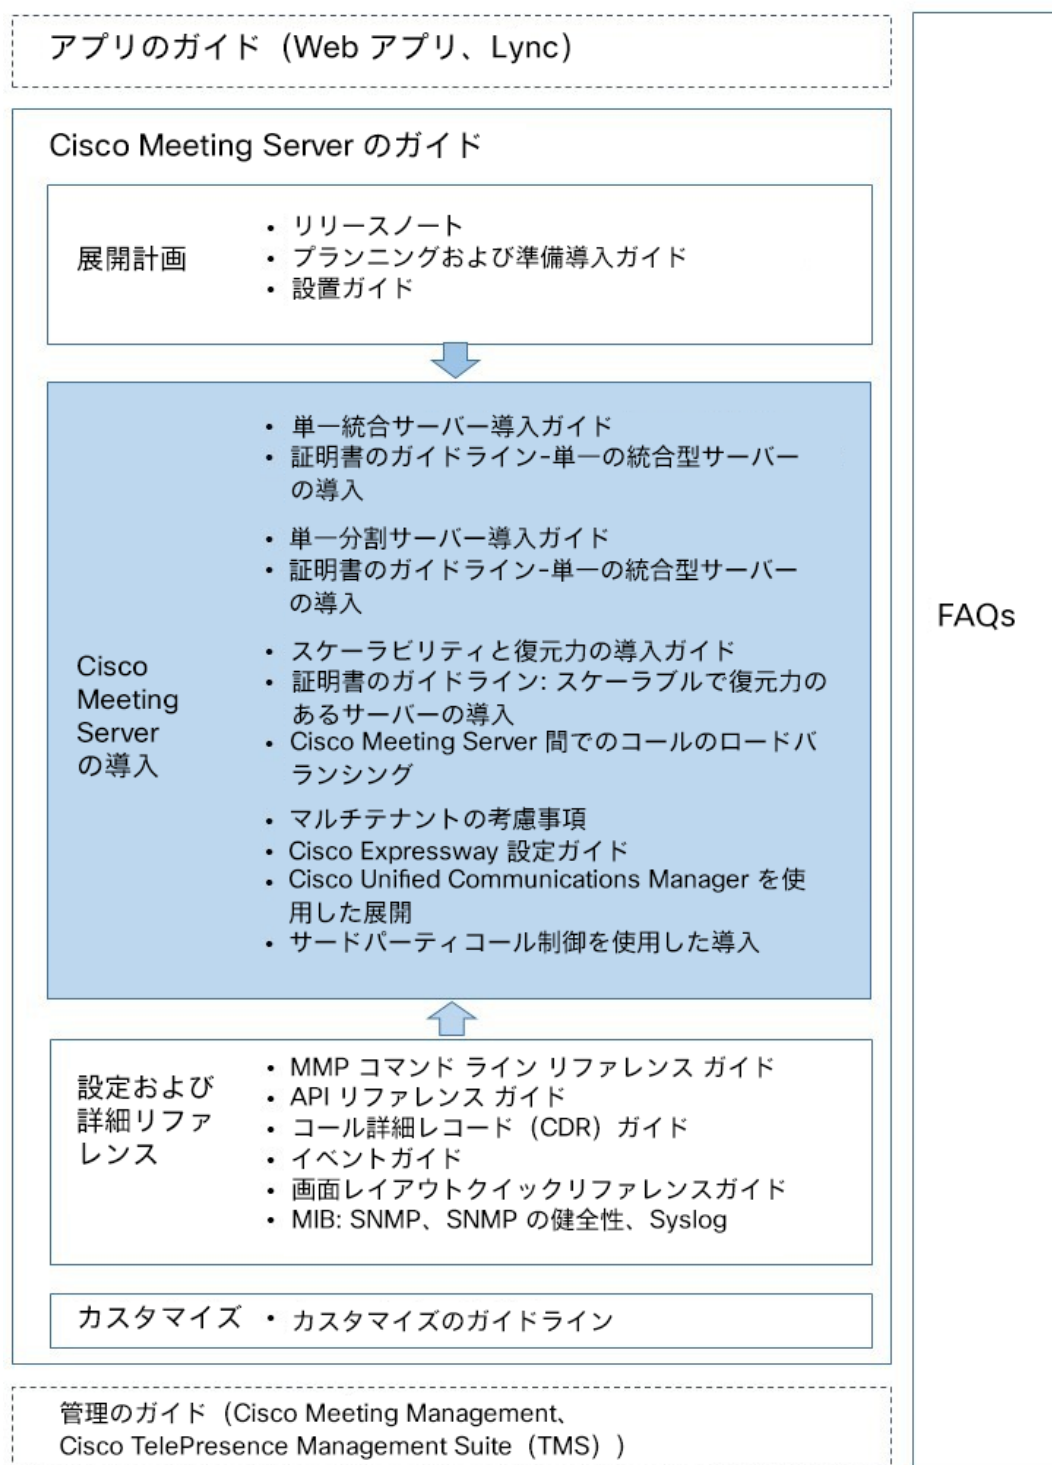 アプリのガイド（Web アプリ、Lync）
Cisco Meeting Server のガイド
展開計画
• リリースノート
• プランニングおよび準備導入ガイド
• 設置ガイド
Cisco
Meeting
Server
の導入
• 単一統合サーバー導入ガイド
• 証明書のガイドライン-単一の統合型サーバー
の導入
• 単一分割サーバー導入ガイド
• 証明書のガイドライン-単一の統合型サーバー
の導入
• スケーラビリティと復元力の導入ガイド
• 証明書のガイドライン: スケーラブルで復元力の
あるサーバーの導入
• Cisco Meeting Server 間でのコールのロードバ
ランシング
• マルチテナントの考慮事項
• Cisco Expressway 設定ガイド
• Cisco Unified Communications Manager を使
用した展開
• サードパーティコール制御を使用した導入
設定および
詳細リファ
レンス
• MMP コマンド ライン リファレンス ガイド
• API リファレンス ガイド
• コール詳細レコード（CDR）ガイド
• イベントガイド
• 画面レイアウトクイックリファレンスガイド
• MIB: SNMP、SNMP の健全性、Syslog
カスタマイズ
• カスタマイズのガイドライン
管理のガイド（Cisco Meeting Management、
Cisco TelePresence Management Suite（TMS））
FAQs